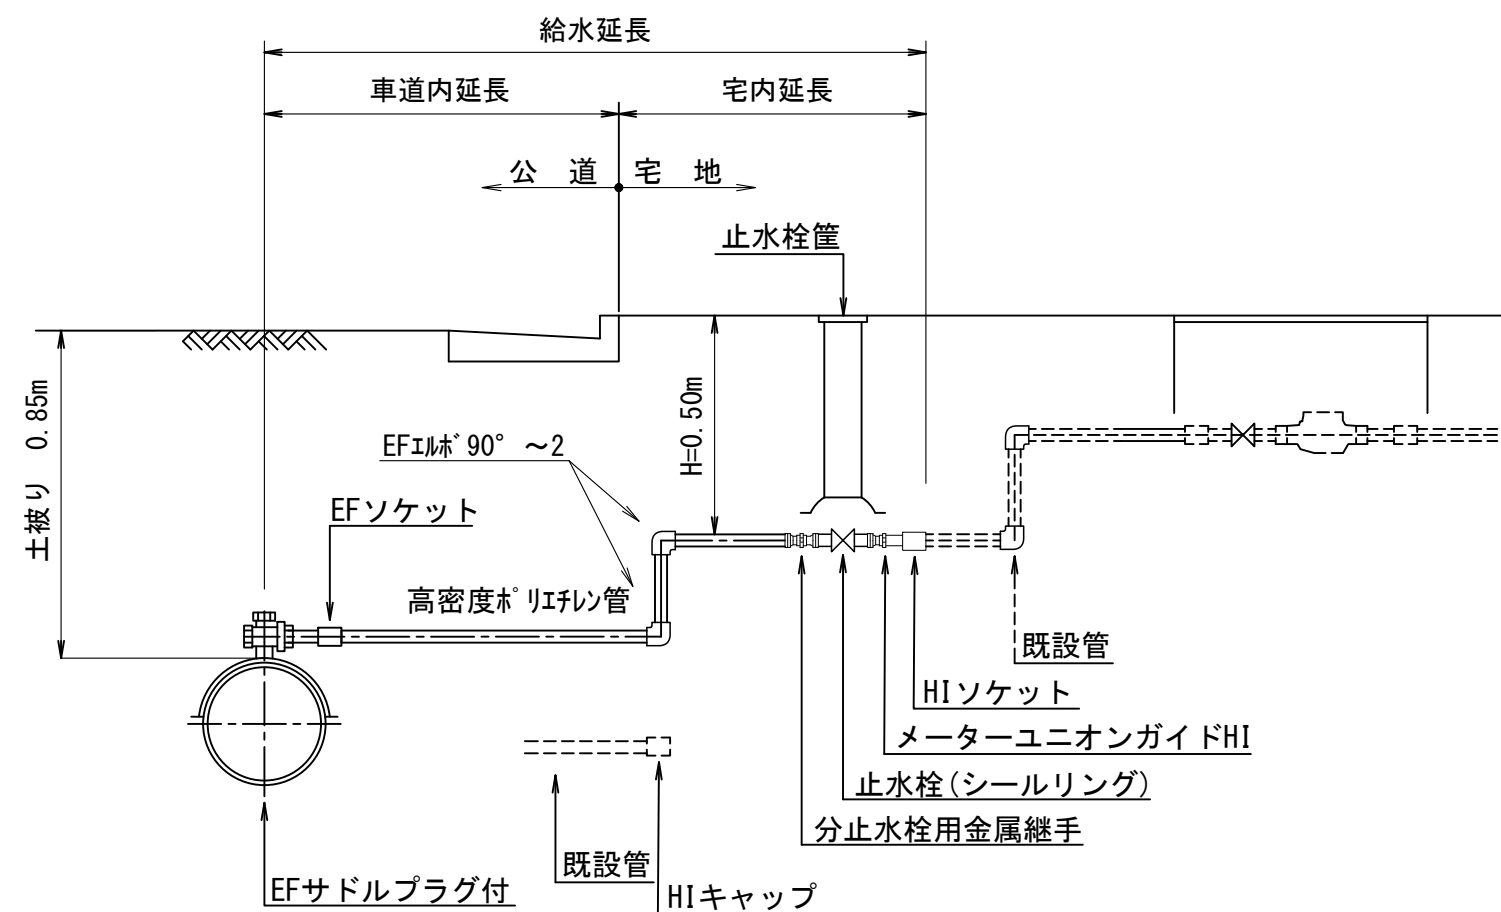 給水延長
車道内延長
宅内延長
公 道
宅 地
止水栓筐
土被り 0.85m
H=0.50m
EFｴﾙﾎﾞ90° ～2
EFソケット
高密度ﾎﾟﾘｴﾁﾚﾝ管
既設管
HIソケット
メーターユニオンガイドHI
止水栓(シールリング)
分止水栓用金属継手
既設管
EFサドルプラグ付
HIキャップ